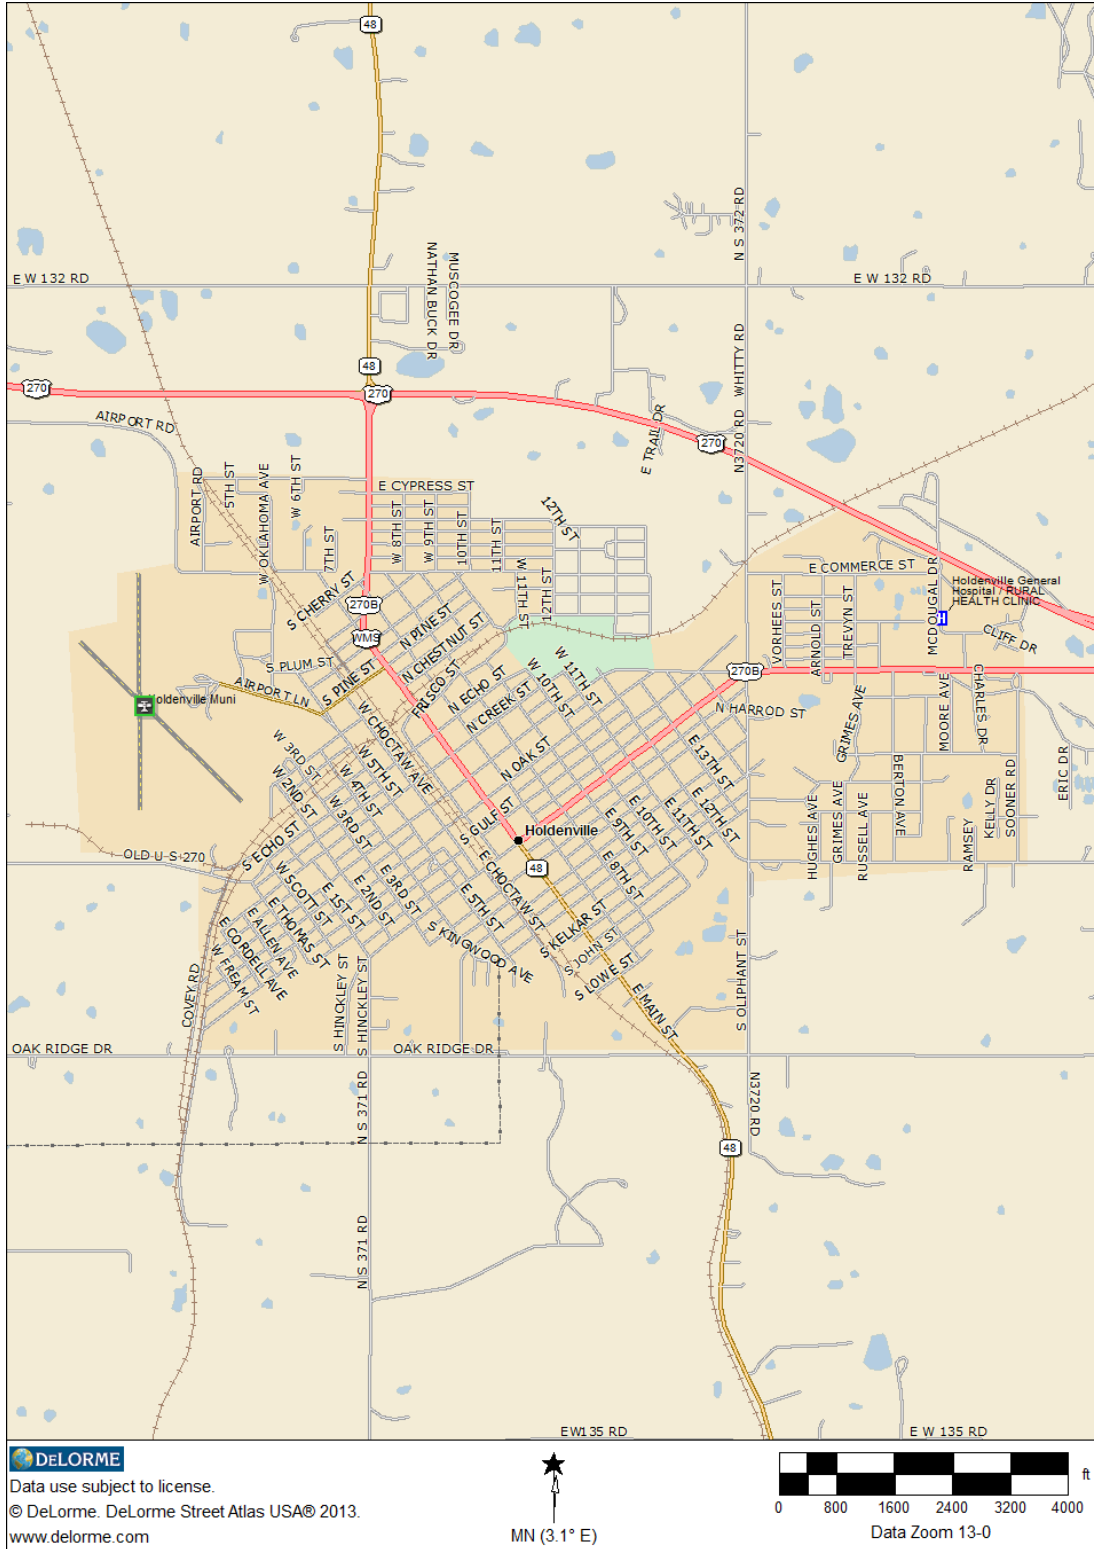 48
N S 372 RD
E W 132 RD
E W 132 RD
MUSCOGEE DR
NATHAN BUCK DR
WHITTY RD
N3720 RD
48
270
270
270
AIRPORT RD
E TRAIL DR
AIRPORT RD
5TH ST
W OKLAHOMA AVE
W 6TH ST
7TH ST
E CYPRESS ST
W 8TH ST
W 9TH ST
10TH ST
11TH ST
12TH ST
W 11TH ST
12TH ST
E COMMERCE ST
Holdenville General
Hospital / RURAL
HEALTH CLINIC
H
MCDOUGAL DR
CLIFF DR
VORHEES ST
ARNOLD ST
TREVYN ST
S CHERRY ST
270B
WMS
N PINE ST
N CHESTNUT ST
S PLUM ST
S PINE ST
AIRPORT LN
Holdenville Muni
FRISCO ST
N ECHO ST
N CREEK ST
W 10TH ST
W 11TH ST
270B
N HARROD ST
GRIMES AVE
MOORE AVE
CHARLES DR
W CHOCTAW AVE
W 5TH ST
W 4TH ST
W 3RD ST
W 2ND ST
W 3RD ST
N OAK ST
E 13TH ST
E 12TH ST
E 11TH ST
E 10TH ST
E 9TH ST
E 8TH ST
BERTON AVE
HUGHES AVE
GRIMES AVE
RUSSELL AVE
RAMSEY
KELLY DR
SOONER RD
ERIC DR
S GULF ST
Holdenville
48
OLD U S 270
S ECHO ST
W SCOTT ST
E 1ST ST
E 2ND ST
E 3RD ST
E 5TH ST
E CHOCTAW ST
E THOMAS ST
E ALLEN AVE
E CORDELL AVE
W FREAM ST
S KINGWOOD AVE
S KELKAR ST
S JOHN ST
S LOWE ST
E MAIN ST
S OLIPHANT ST
COVEY RD
S HINCKLEY ST
S HINCKLEY ST
OAK RIDGE DR
OAK RIDGE DR
N S 371 RD
N3720 RD
48
N S 371 RD
EW135 RD
E W 135 RD
DELORME
Data use subject to license.
© DeLorme. DeLorme Street Atlas USA® 2013.
www.delorme.com
MN (3.1° E)
ft
0 800 1600 2400 3200 4000
Data Zoom 13-0